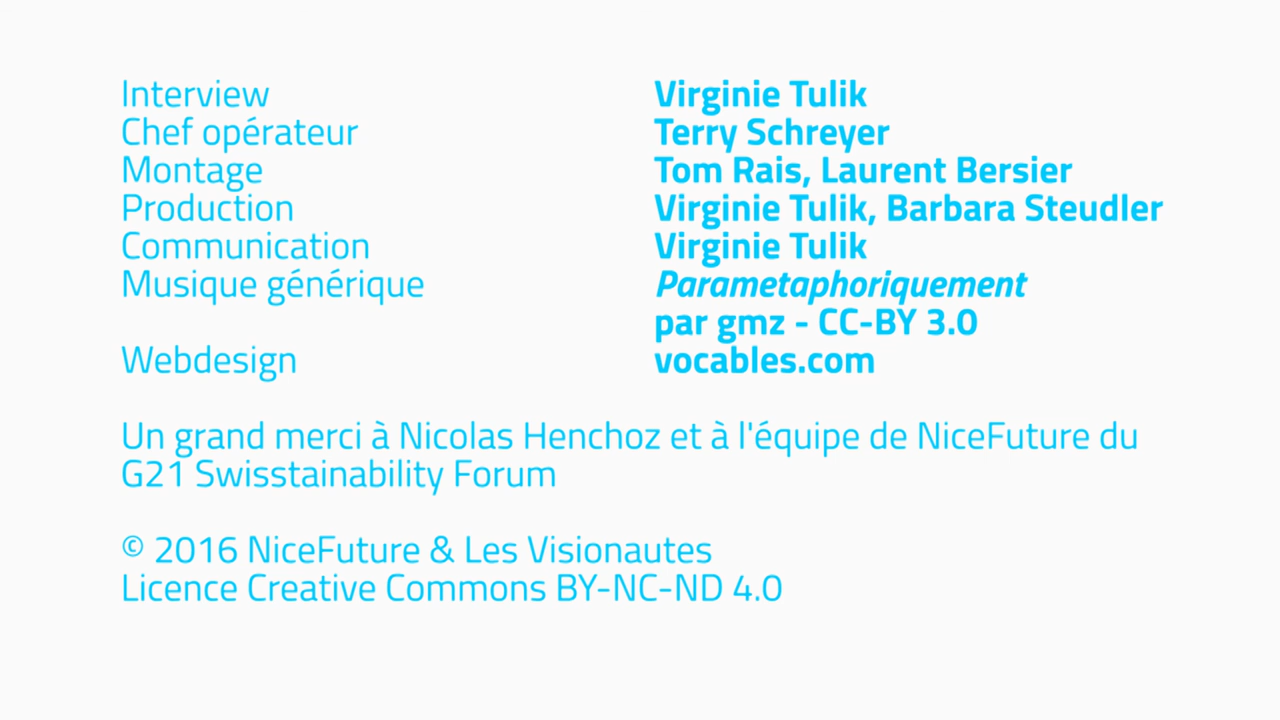 Interview Virginie Tulik
Chef opérateur Terry Schreyer
Montage Tom Rais, Laurent Bersier
Production Virginie Tulik, Barbara Steudler
Communication Virginie Tulik
Musique générique Parametaphoriquement
par gmz - CC-BY 3.0
Webdesign vocables.com
Un grand merci à Nicolas Henchoz et à l'équipe de NiceFuture du
G21 Swisstainability Forum
© 2016 NiceFuture & Les Visionautes
Licence Creative Commons BY-NC-ND 4.0